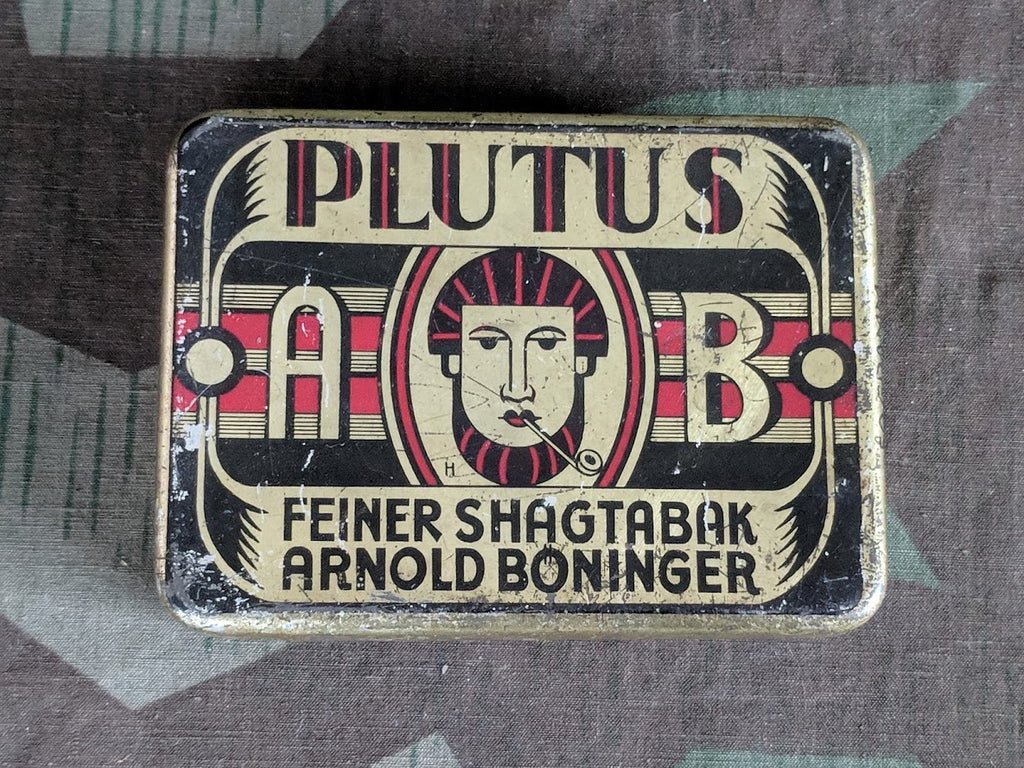 PLUTUS
A B
H
FEINER SHAGTABAK
ARNOLD BÖNINGER